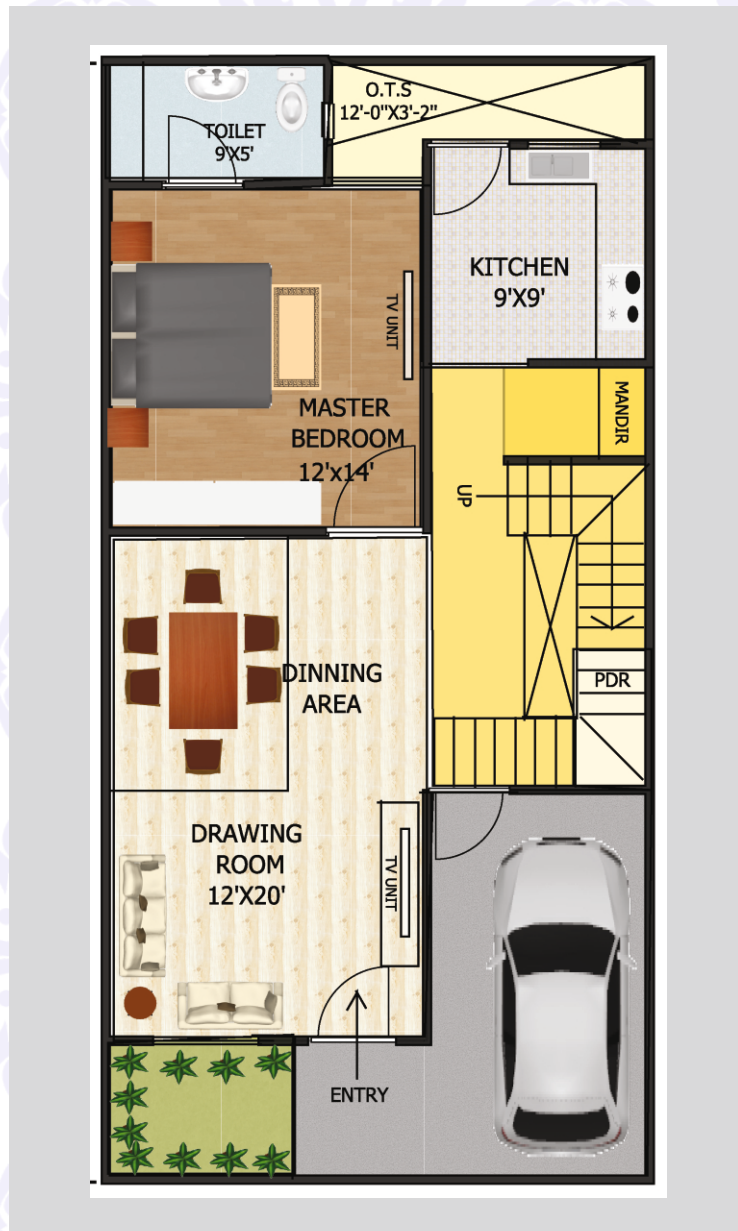 O.T.S
12'-0"X3'-2"
TOILET
9'X5'
KITCHEN
9'X9'
TV UNIT
MASTER
BEDROOM
12'x14'
MANDIR
UP
DINNING
AREA
PDR
DRAWING
ROOM
12'X20'
TV UNIT
ENTRY